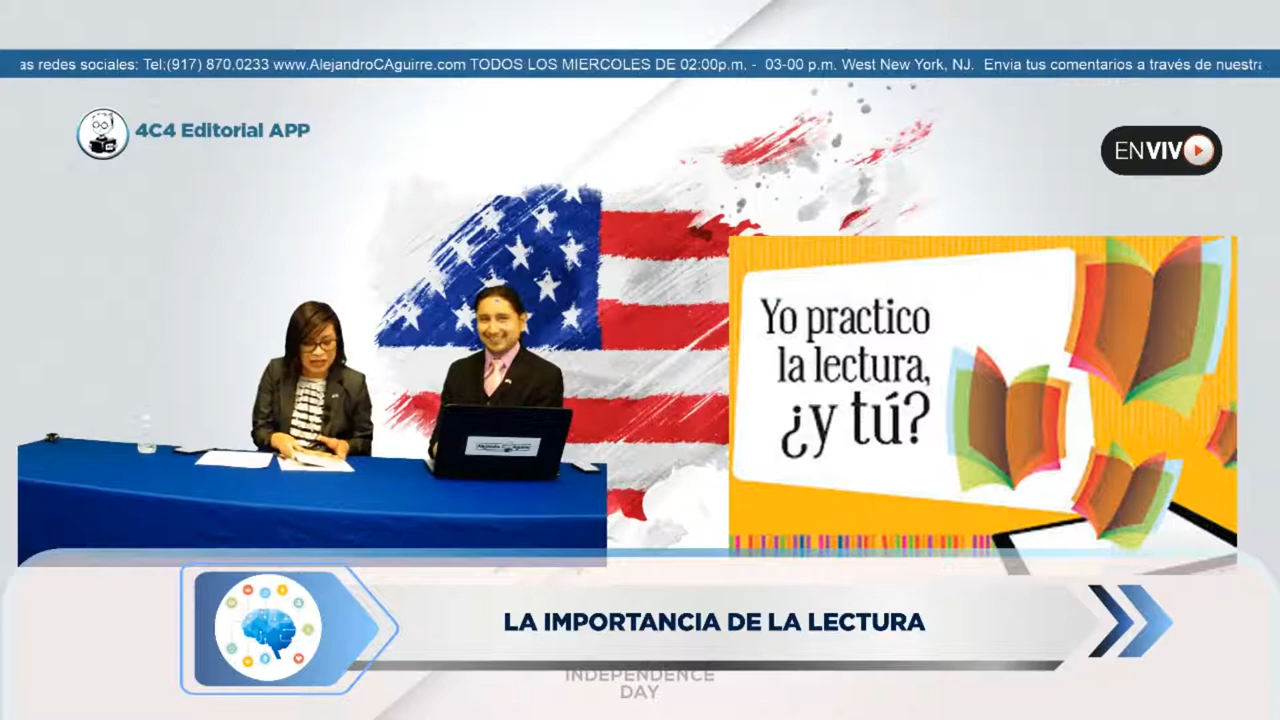 as redes sociales: Tel:(917) 870.0233 www.AlejandroCAguirre.com TODOS LOS MIERCOLES DE 02:00p.m. - 03-00 p.m. West New York, NJ. Envia tus comentarios a través de nuestra
4C4 Editorial APP
ENVIVO
Yo practico
la lectura,
¿y tú?
Alejandro C. Aguirre
LA IMPORTANCIA DE LA LECTURA
INDEPENDENCE
DAY